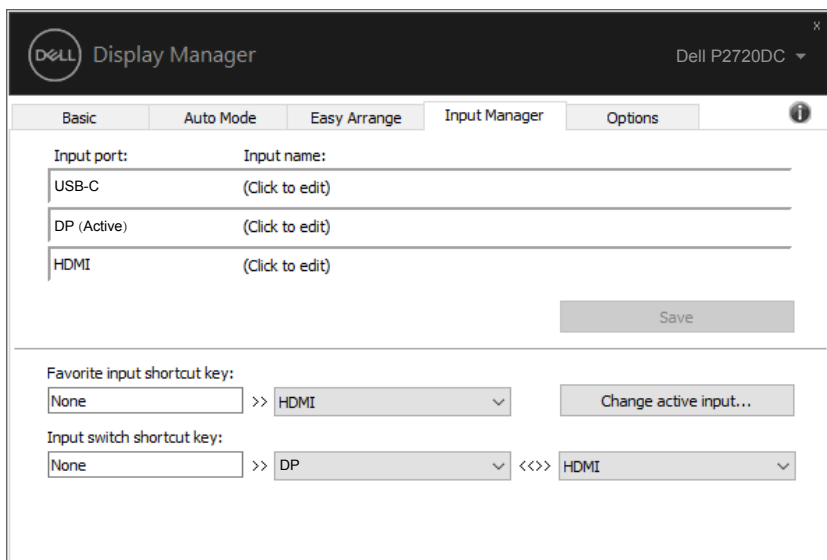 x
DELL Display Manager Dell P2720DC
Basic Auto Mode Easy Arrange Input Manager Options i
Input port: Input name:
USB-C (Click to edit)
DP (Active) (Click to edit)
HDMI (Click to edit)
Save
Favorite input shortcut key:
None >> HDMI Change active input...
Input switch shortcut key:
None >> DP <<>> HDMI